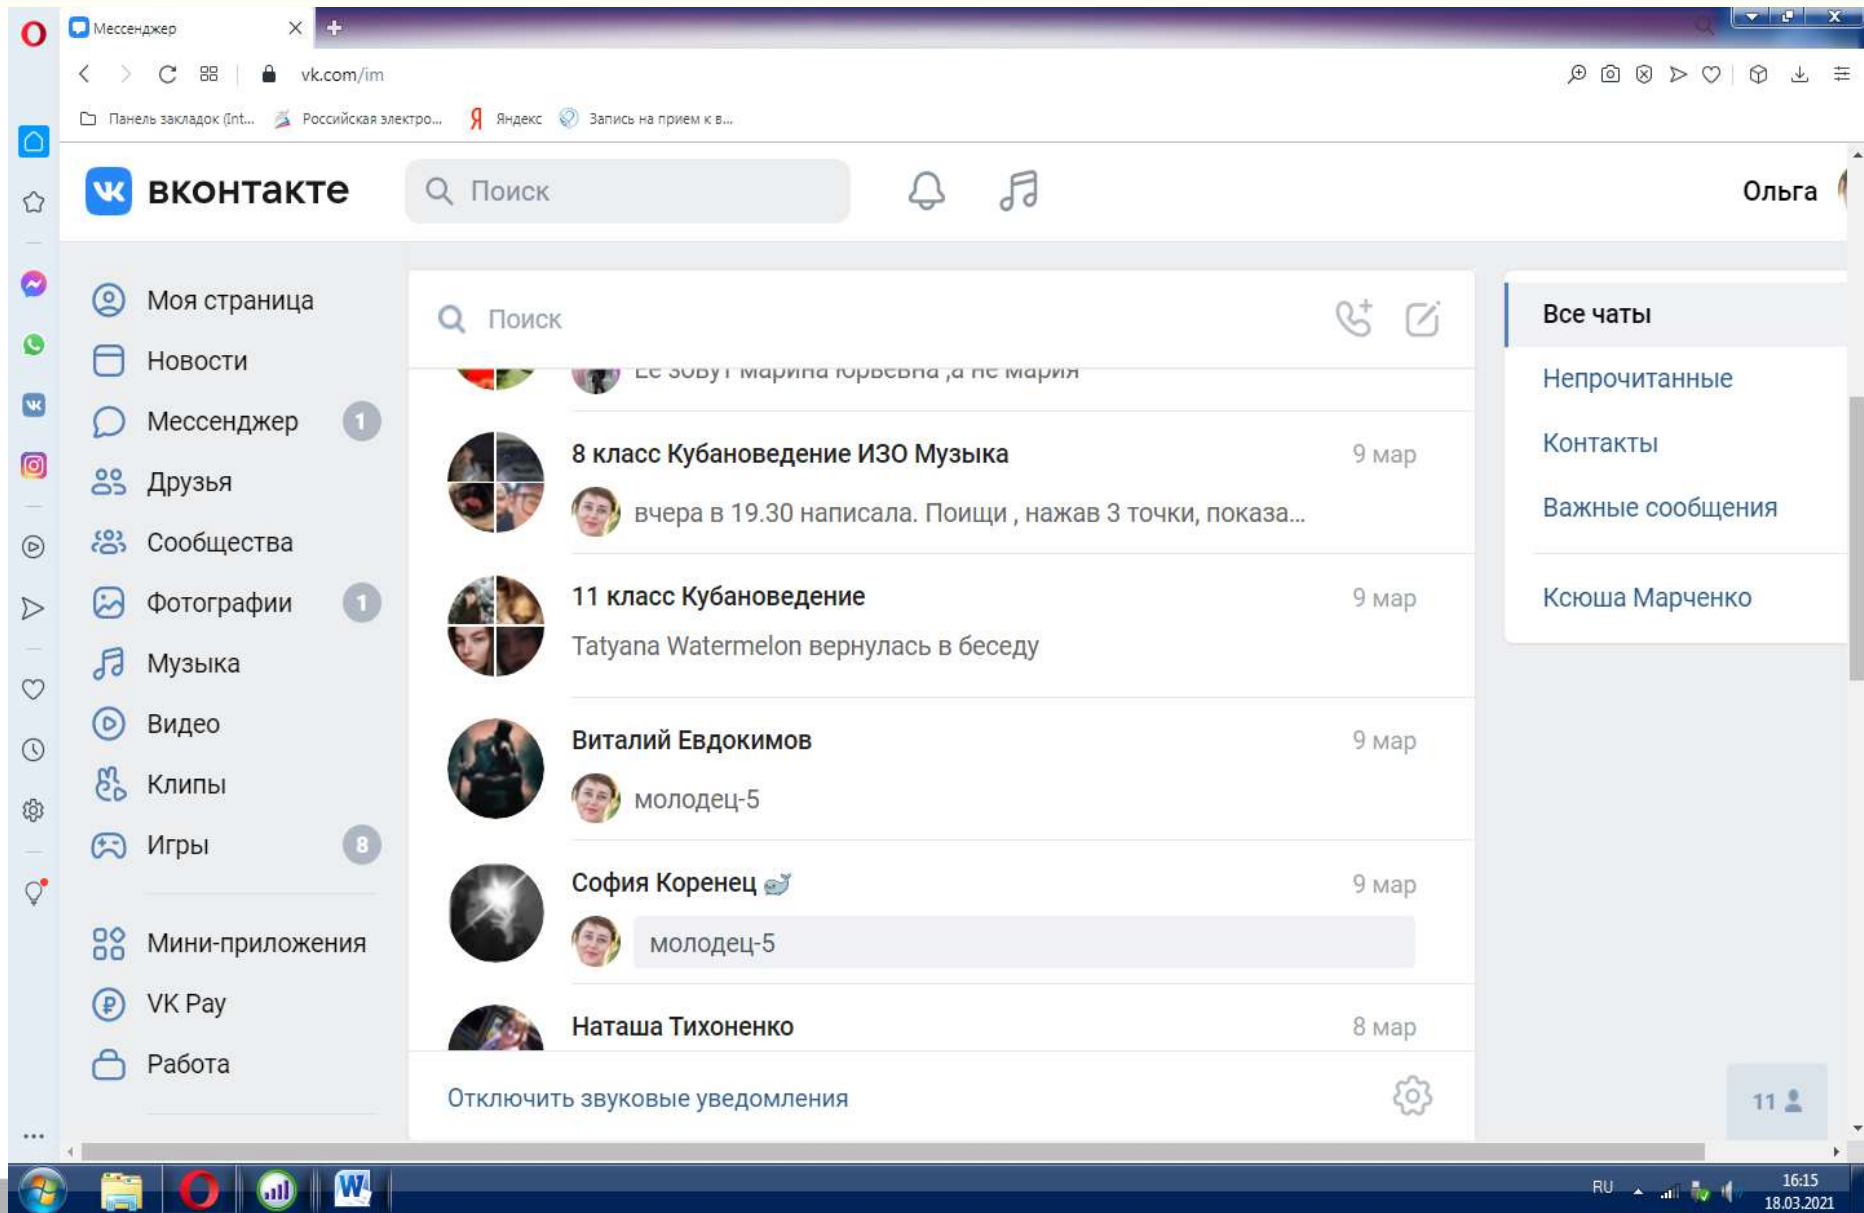 Мессенджер
vk.com/im
Панель закладок (Int...
Российская электро...
Яндекс
Запись на прием к в...
вконтакте
Поиск
Ольга
Моя страница
Новости
Мессенджер 1
Друзья
Сообщества
Фотографии 1
Музыка
Видео
Клипы
Игры 8
Мини-приложения
VK Pay
Работа
Поиск
Ее зовут Марина Юрьевна ,а не мария
8 класс Кубановедение ИЗО Музыка 9 мар
вчера в 19.30 написала. Поищи , нажав 3 точки, показа...
11 класс Кубановедение 9 мар
Tatyana Watermelon вернулась в беседу
Виталий Евдокимов 9 мар
молодец-5
София Коренец 9 мар
молодец-5
Наташа Тихоненко 8 мар
Отключить звуковые уведомления
Все чаты
Непрочитанные
Контакты
Важные сообщения
Ксюша Марченко
11
RU
16:15
18.03.2021